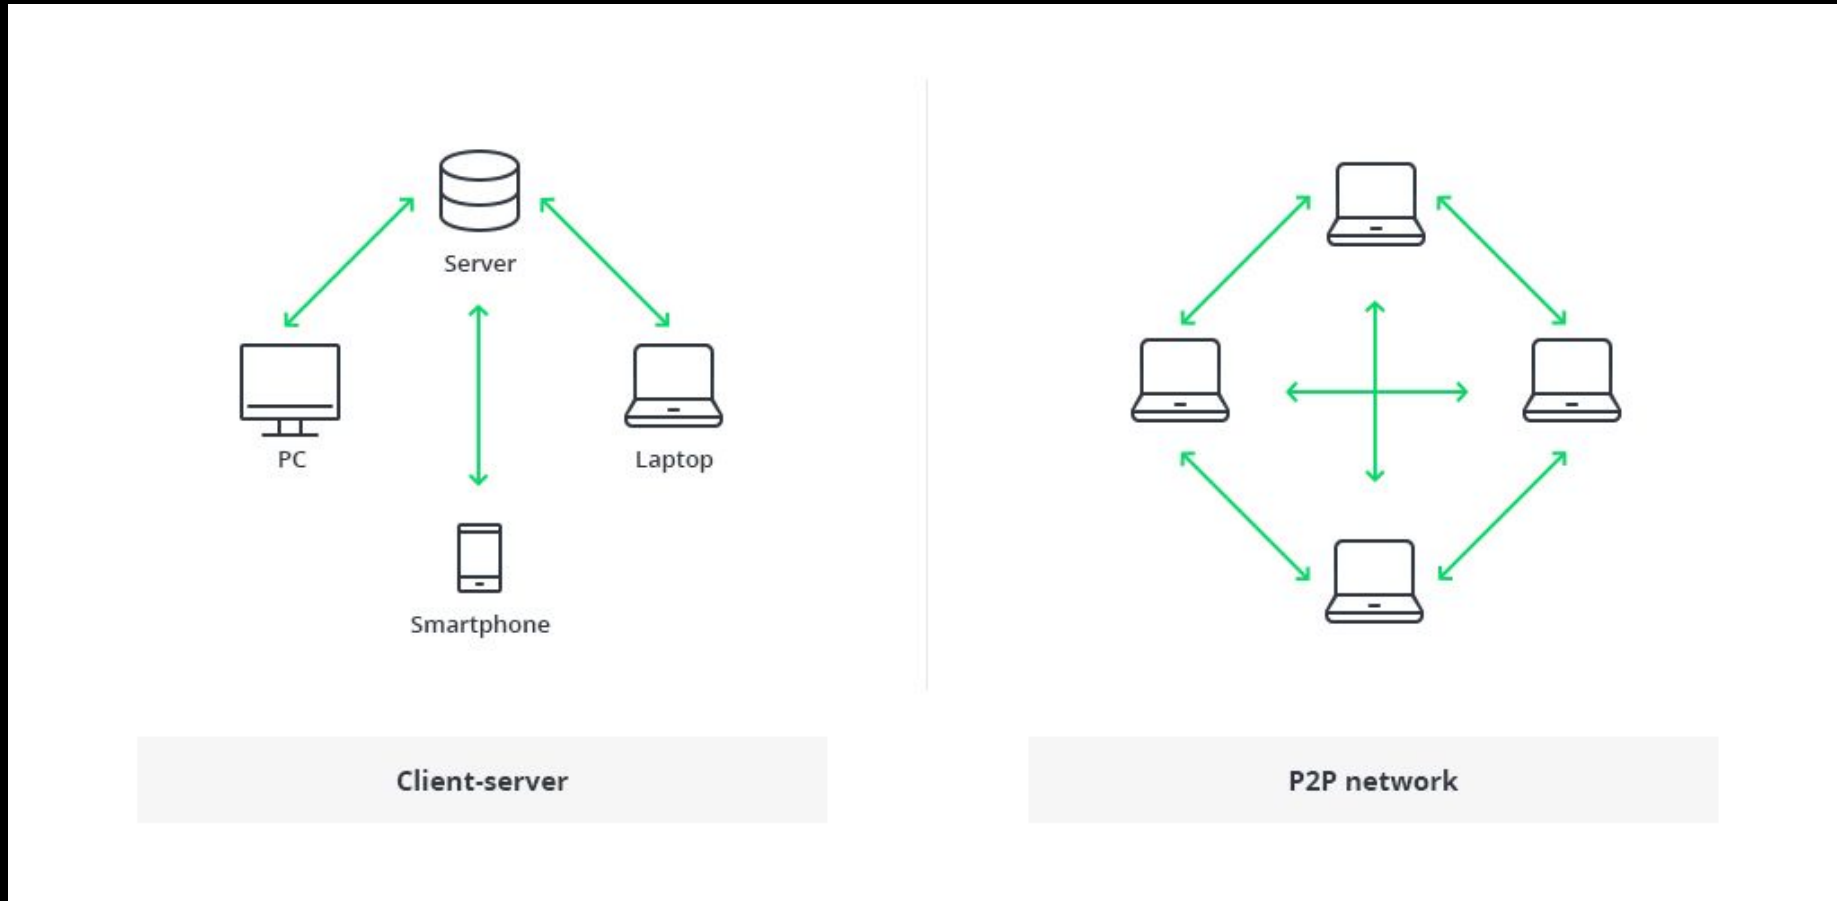 Server
PC
Laptop
Smartphone
Client-server
P2P network